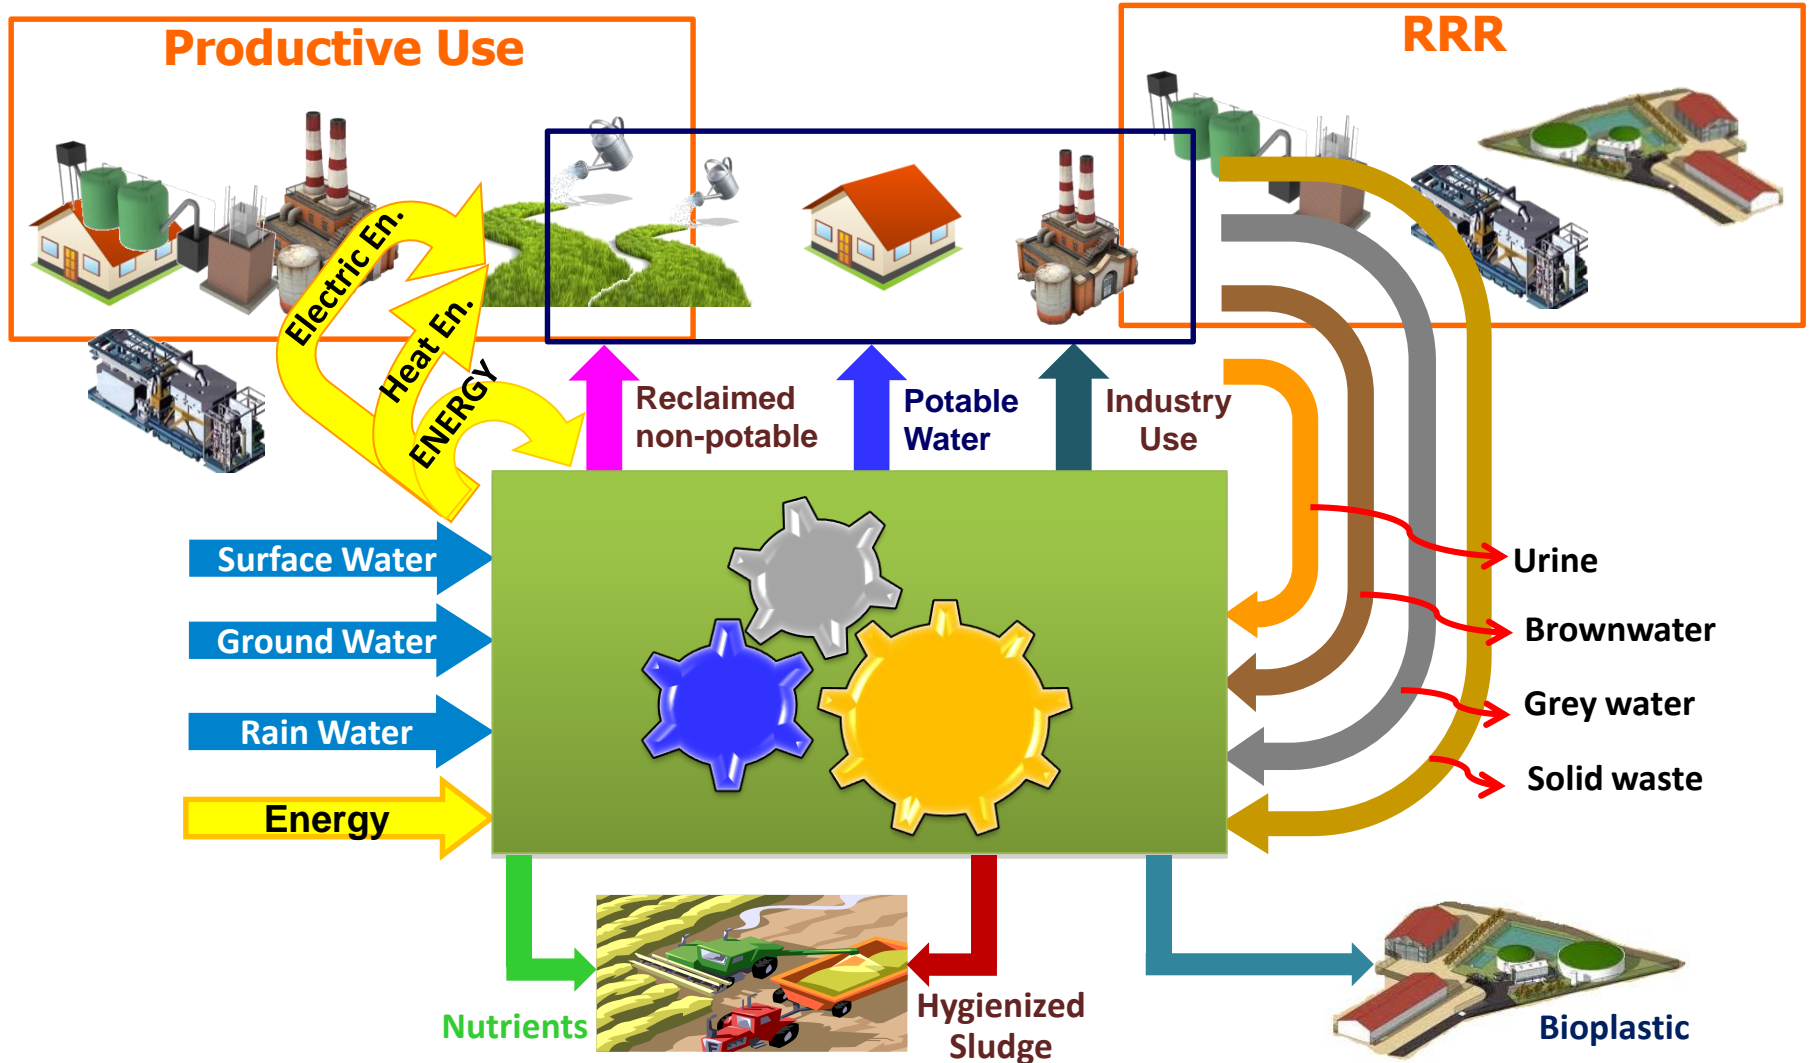 Productive Use
RRR
Electric En.
Heat En.
ENERGY
Reclaimed
non-potable
Potable
Water
Industry
Use
Surface Water
Ground Water
Rain Water
Energy
Urine
Brownwater
Grey water
Solid waste
Nutrients
Hygienized
Sludge
Bioplastic